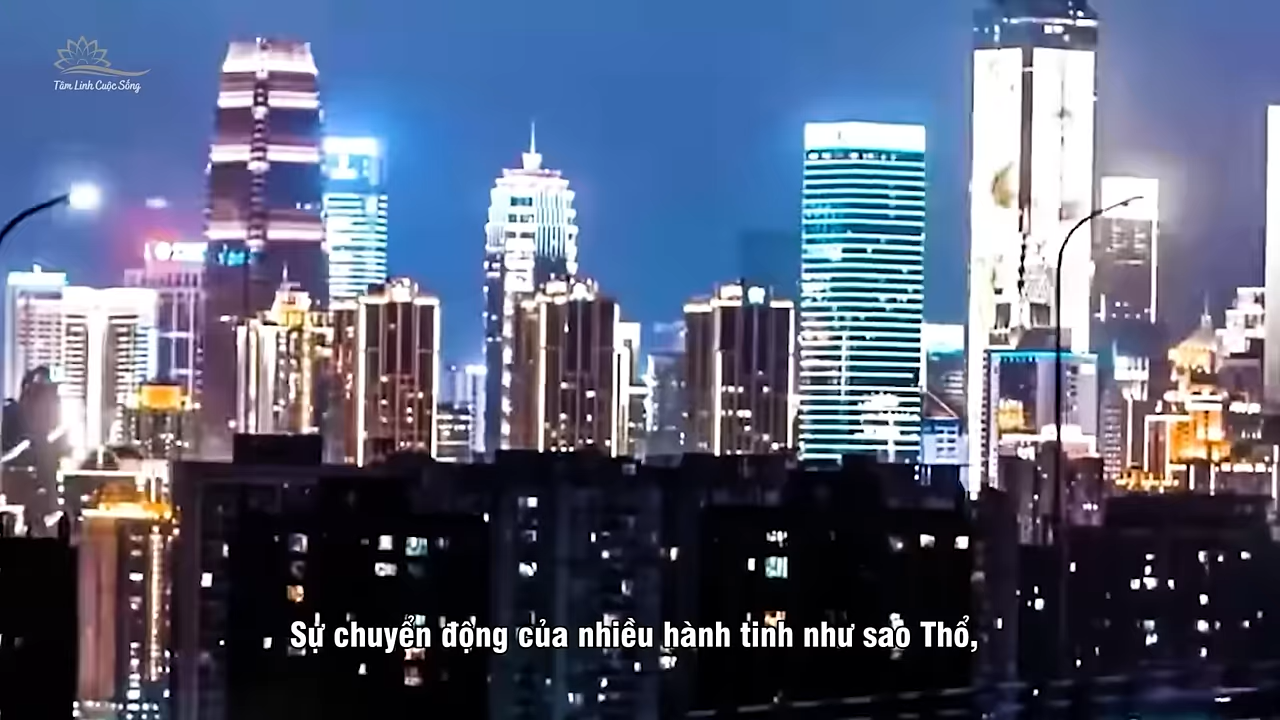 Tâm Linh Cuộc Sống
Sự chuyển động của nhiều hành tinh như sao Thổ,